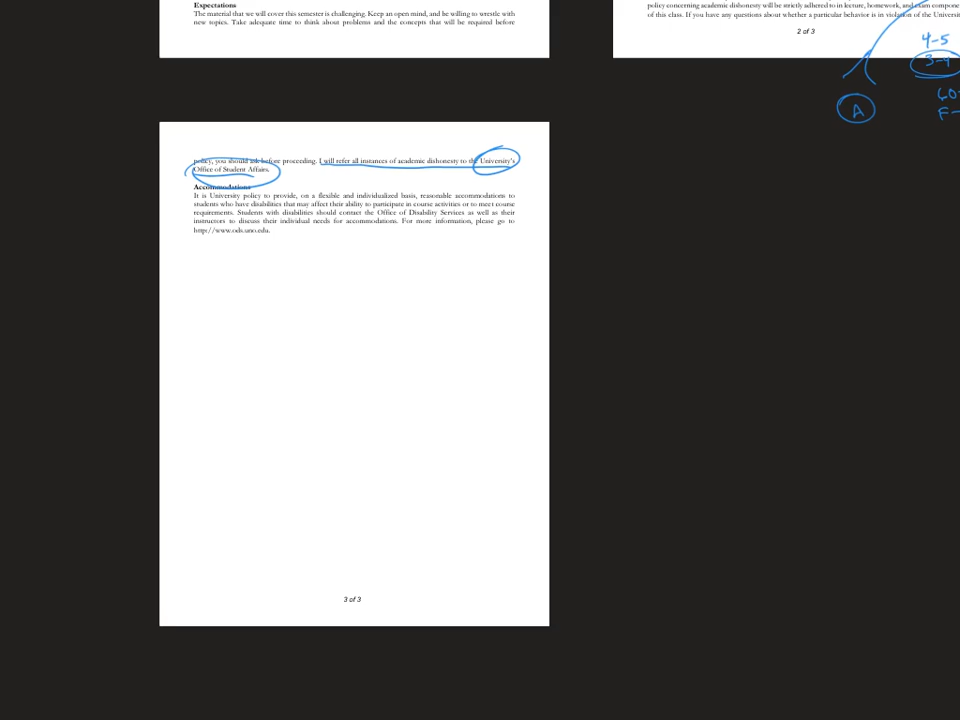 Expectations
The material that we will cover this semester is challenging. Keep an open mind, and be willing to wrestle with
new topics. Take adequate time to think about problems and the concepts that will be required before
policy concerning academic dishonesty will be strictly adhered to in lecture, homework, and exam compone
of this class. If you have any questions about whether a particular behavior is in violation of the Universit
2 of 3
4-5
3-4
A
60-
F-
policy, you should ask before proceeding. I will refer all instances of academic dishonesty to the University's
Office of Student Affairs.
Accommodations
It is University policy to provide, on a flexible and individualized basis, reasonable accommodations to
students who have disabilities that may affect their ability to participate in course activities or to meet course
requirements. Students with disabilities should contact the Office of Disability Services as well as their
instructors to discuss their individual needs for accommodations. For more information, please go to
http://www.ods.uno.edu.
3 of 3